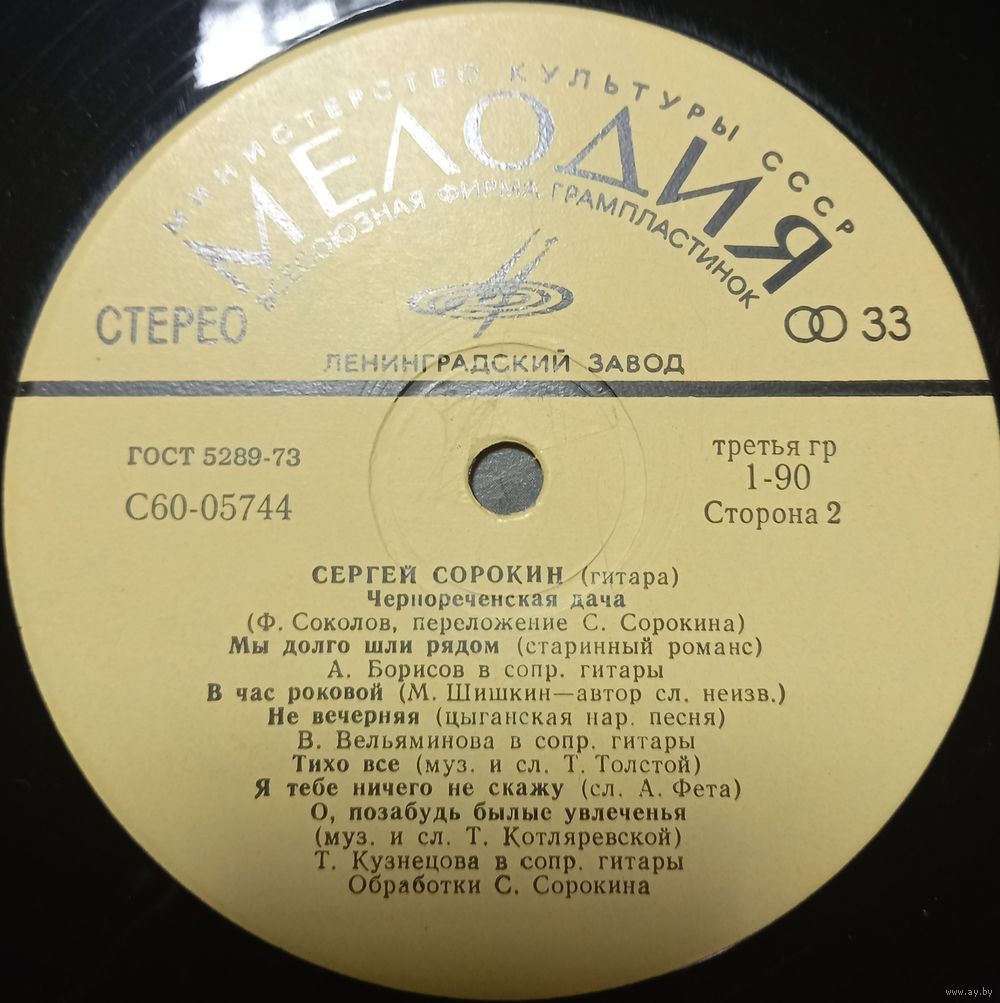 МИНИСТЕРСТВО КУЛЬТУРЫ СССР
МЕЛОДИЯ
ВСЕСОЮЗНАЯ ФИРМА ГРАМПЛАСТИНОК
СТЕРЕО
33
ЛЕНИНГРАДСКИЙ ЗАВОД
ГОСТ 5289-73
С60-05744
третья гр
1-90
Сторона 2
СЕРГЕЙ СОРОКИН (гитара)
Чернореченская дача
(Ф. Соколов, переложение С. Сорокина)
Мы долго шли рядом (старинный романс)
А. Борисов в сопр. гитары
В час роковой (М. Шишкин—автор сл. неизв.)
Не вечерняя (цыганская нар. песня)
В. Вельяминова в сопр. гитары
Тихо все (муз. и сл. Т. Толстой)
Я тебе ничего не скажу (сл. А. Фета)
О, позабудь былые увлеченья
(муз. и сл. Т. Котляревской)
Т. Кузнецова в сопр. гитары
Обработки С. Сорокина
www.ay.by